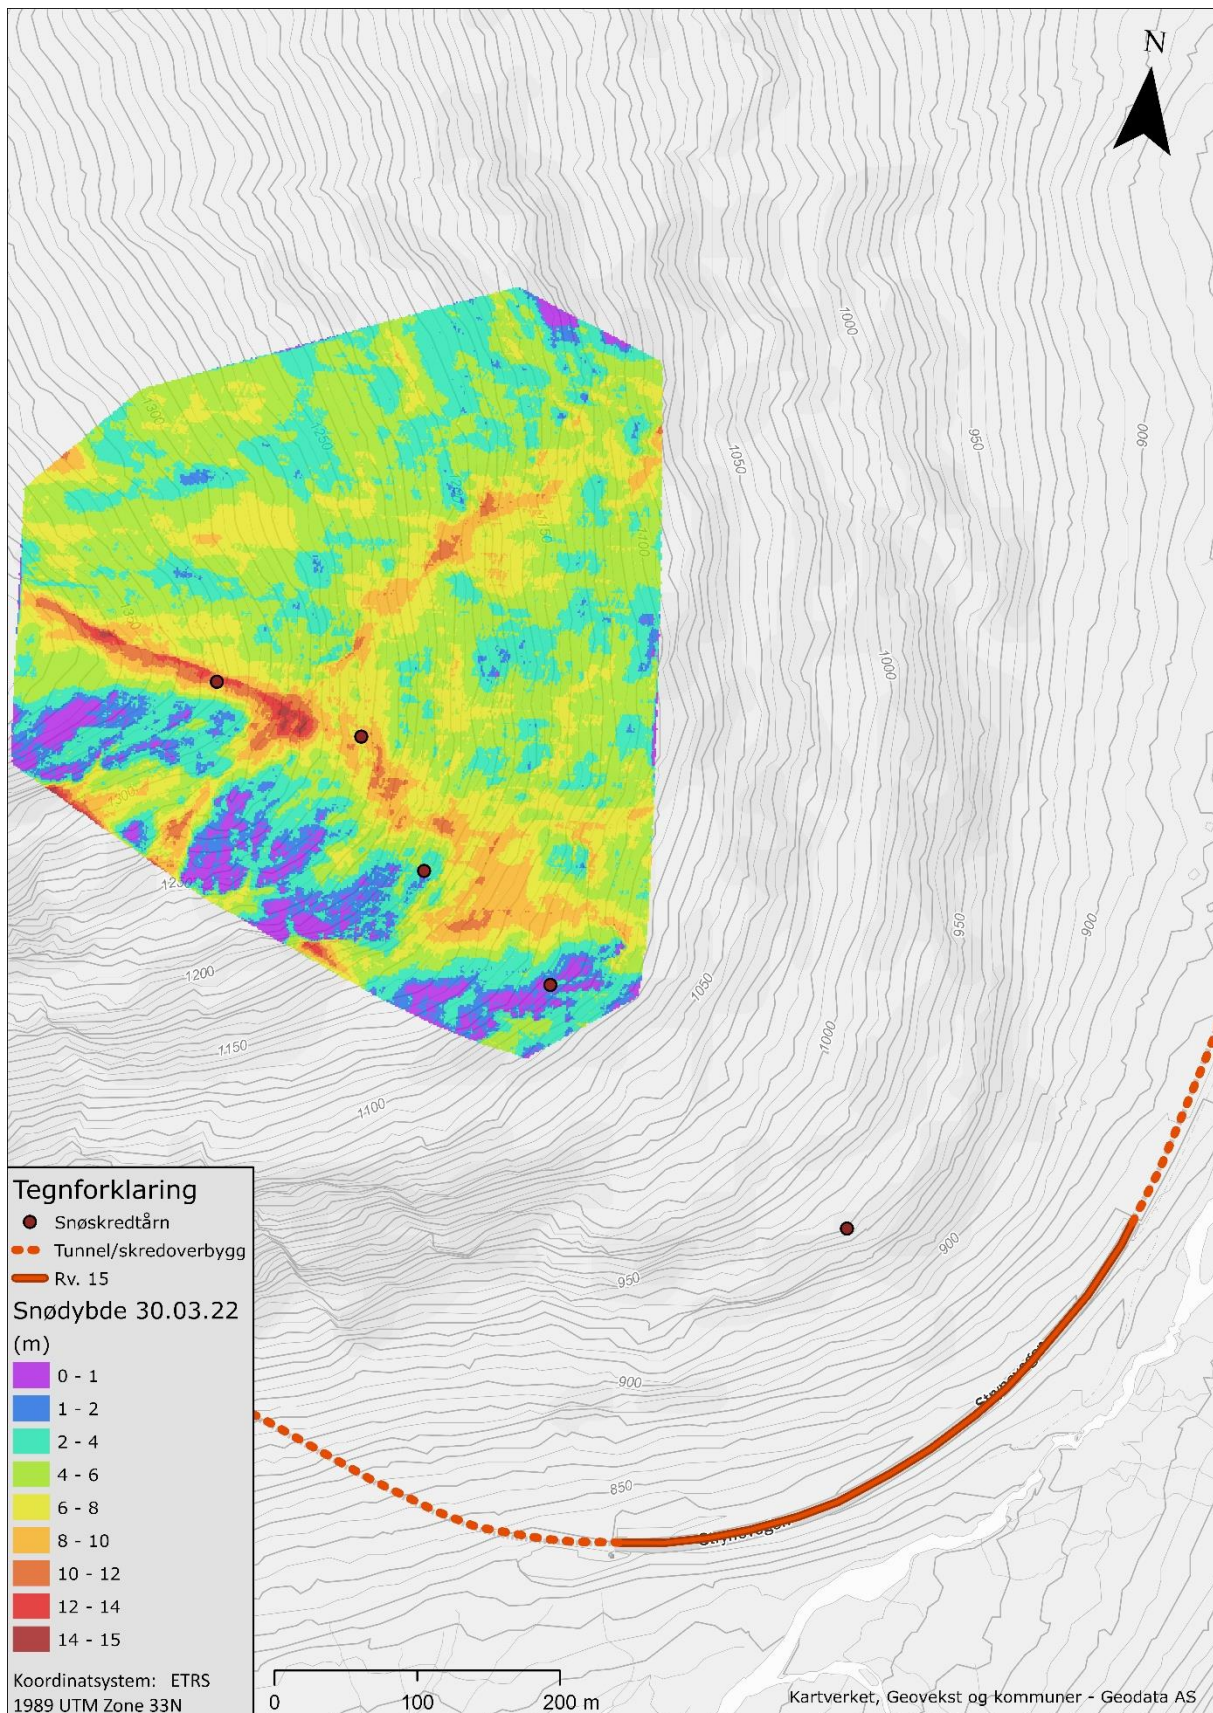 N
1000
1050
950
900
1300
1250
1200
1150
1100
1350
1000
1300
1250
950
900
1200
1050
1000
1150
1100
900
950
Strynevegen
900
850
Strynevegen
Tegnforklaring
Snøskredtårn
Tunnel/skredoverbygg
Rv. 15
Snødybde 30.03.22
(m)
0 - 1
1 - 2
2 - 4
4 - 6
6 - 8
8 - 10
10 - 12
12 - 14
14 - 15
Koordinatsystem: ETRS
1989 UTM Zone 33N
0 100 200 m
Kartverket, Geovekst og kommuner - Geodata AS